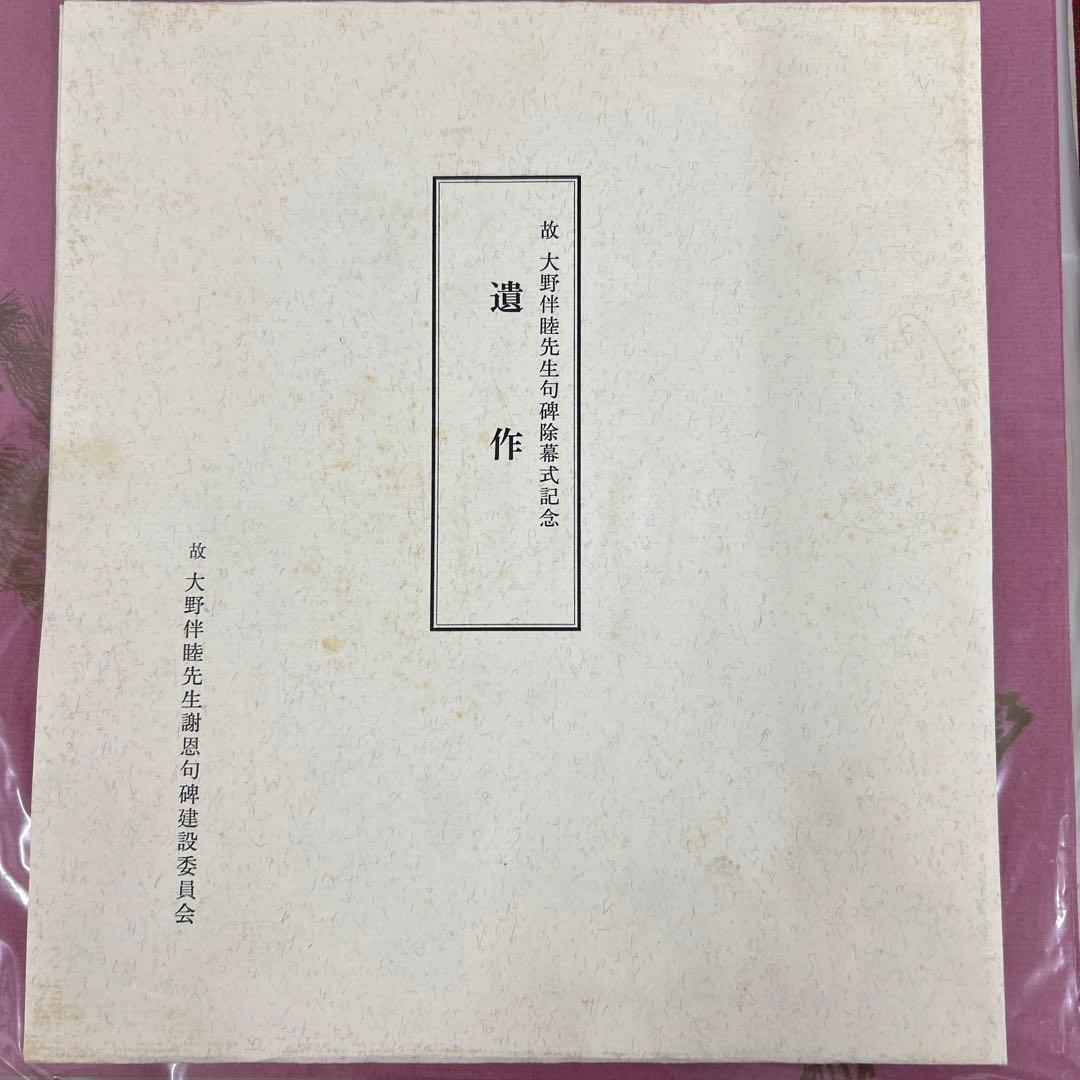 故 大野伴睦先生句碑除幕式記念
遺作
故 大野伴睦先生謝恩句碑建設委員会